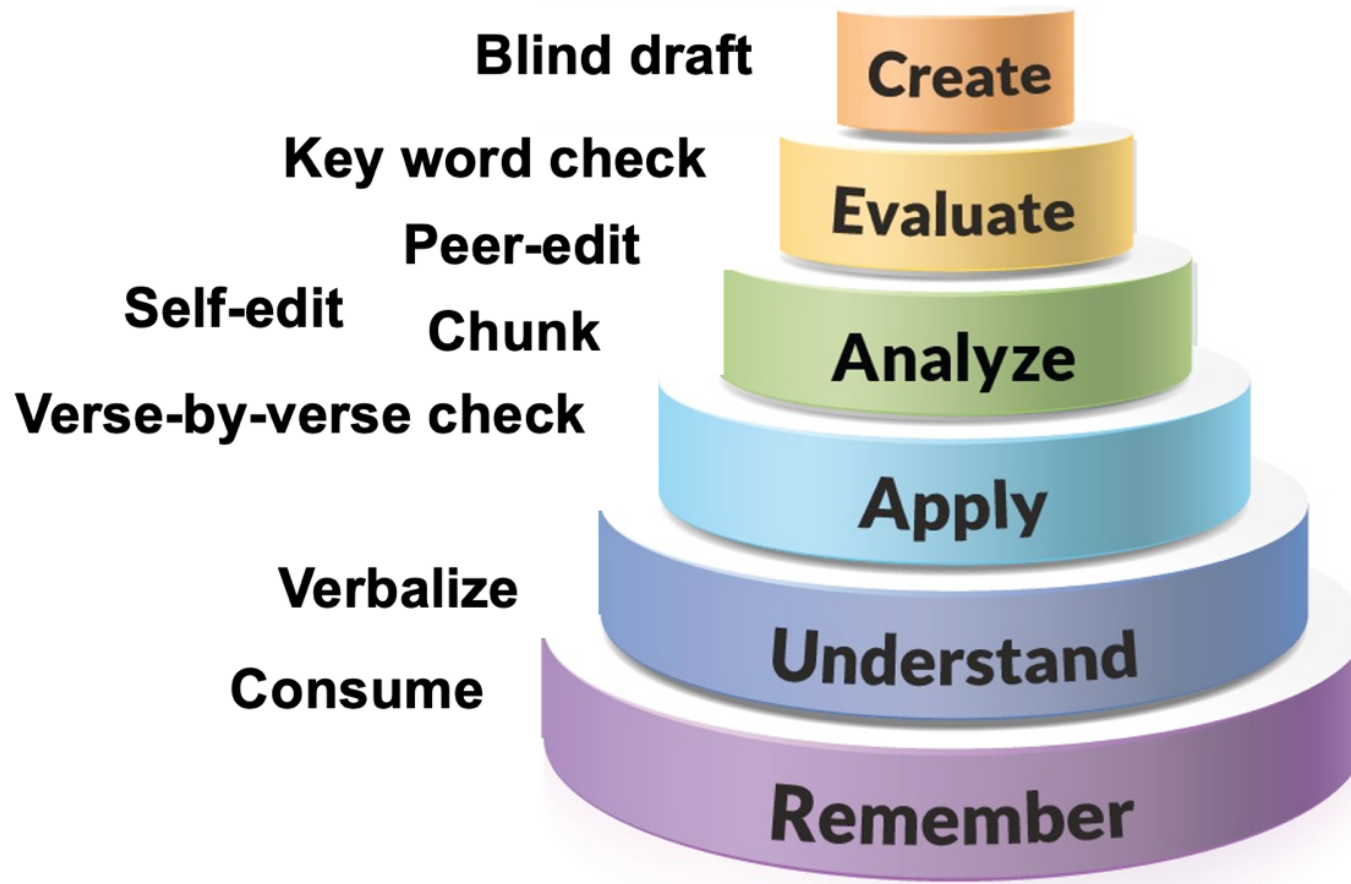 Blind draft
Create
Key word check
Evaluate
Peer-edit
Self-edit
Chunk
Analyze
Verse-by-verse check
Apply
Verbalize
Understand
Consume
Remember